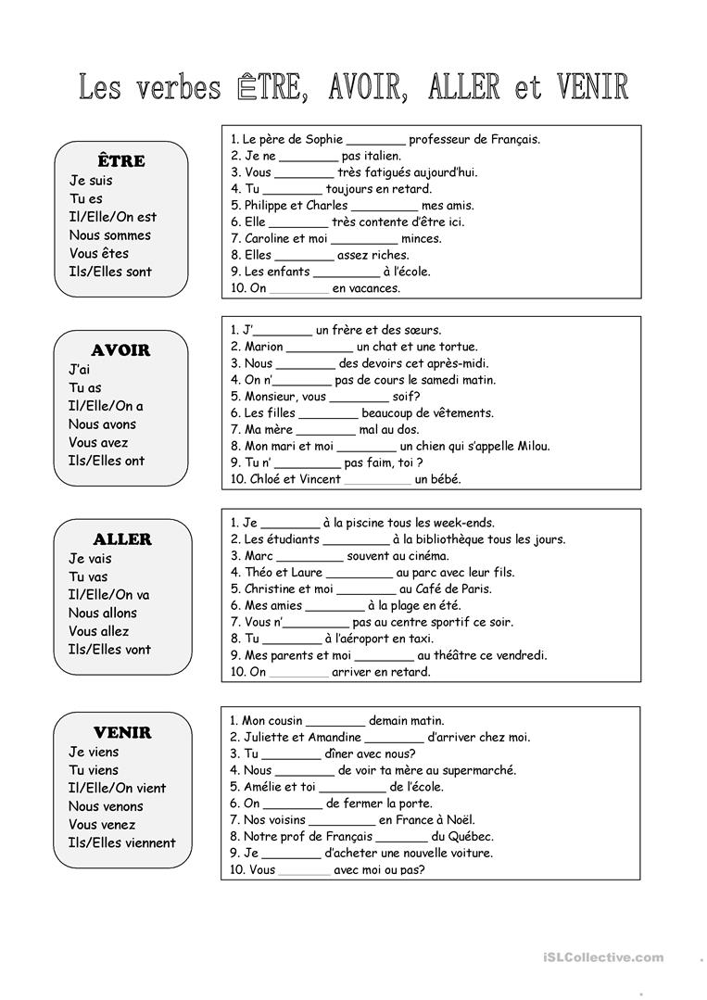 Les verbes ÊTRE, AVOIR, ALLER et VENIR
ÊTRE
Je suis
Tu es
Il/Elle/On est
Nous sommes
Vous êtes
Ils/Elles sont
1. Le père de Sophie ________ professeur de Français.
2. Je ne ________ pas italien.
3. Vous ________ très fatigués aujourd'hui.
4. Tu ________ toujours en retard.
5. Philippe et Charles _________ mes amis.
6. Elle ________ très contente d'être ici.
7. Caroline et moi _________ minces.
8. Elles ________ assez riches.
9. Les enfants _________ à l'école.
10. On ________ en vacances.
AVOIR
J'ai
Tu as
Il/Elle/On a
Nous avons
Vous avez
Ils/Elles ont
1. J'________ un frère et des sœurs.
2. Marion _________ un chat et une tortue.
3. Nous ________ des devoirs cet après-midi.
4. On n'________ pas de cours le samedi matin.
5. Monsieur, vous ________ soif?
6. Les filles ________ beaucoup de vêtements.
7. Ma mère ________ mal au dos.
8. Mon mari et moi ________ un chien qui s'appelle Milou.
9. Tu n' _________ pas faim, toi ?
10. Chloé et Vincent _________ un bébé.
ALLER
Je vais
Tu vas
Il/Elle/On va
Nous allons
Vous allez
Ils/Elles vont
1. Je ________ à la piscine tous les week-ends.
2. Les étudiants _________ à la bibliothèque tous les jours.
3. Marc _________ souvent au cinéma.
4. Théo et Laure _________ au parc avec leur fils.
5. Christine et moi ________ au Café de Paris.
6. Mes amies ________ à la plage en été.
7. Vous n'_________ pas au centre sportif ce soir.
8. Tu ________ à l'aéroport en taxi.
9. Mes parents et moi ________ au théâtre ce vendredi.
10. On ________ arriver en retard.
VENIR
Je viens
Tu viens
Il/Elle/On vient
Nous venons
Vous venez
Ils/Elles viennent
1. Mon cousin ________ demain matin.
2. Juliette et Amandine ________ d'arriver chez moi.
3. Tu ________ dîner avec nous?
4. Nous ________ de voir ta mère au supermarché.
5. Amélie et toi _________ de l'école.
6. On ________ de fermer la porte.
7. Nos voisins _________ en France à Noël.
8. Notre prof de Français _______ du Québec.
9. Je ________ d'acheter une nouvelle voiture.
10. Vous _______ avec moi ou pas?
iSLCollective.com